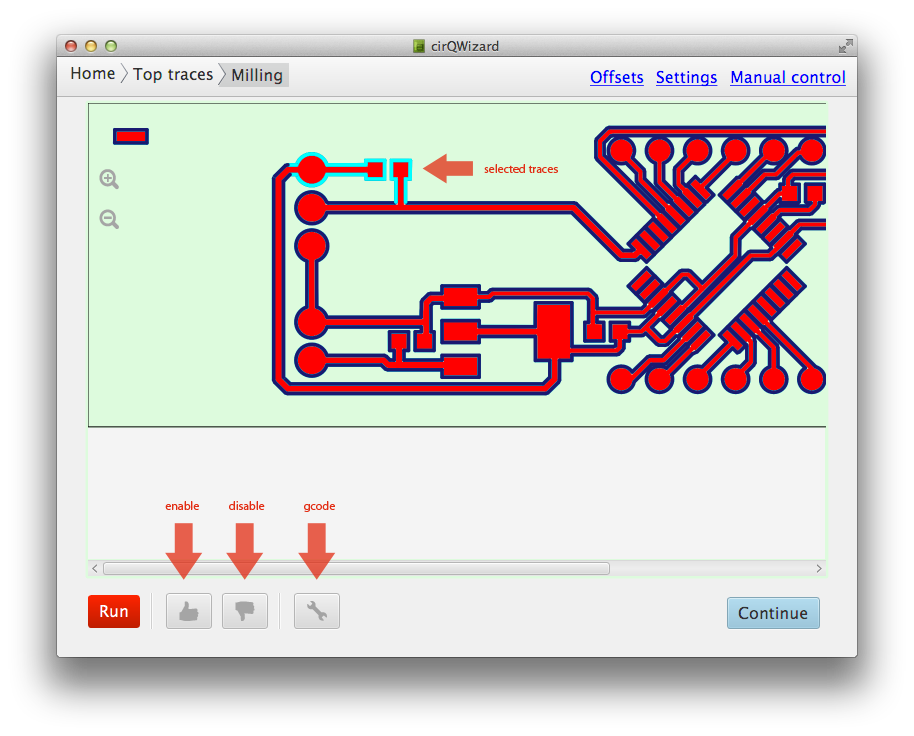 cirQWizard
Home Top traces Milling
Offsets Settings Manual control
selected traces
enable disable gcode
Run
Continue